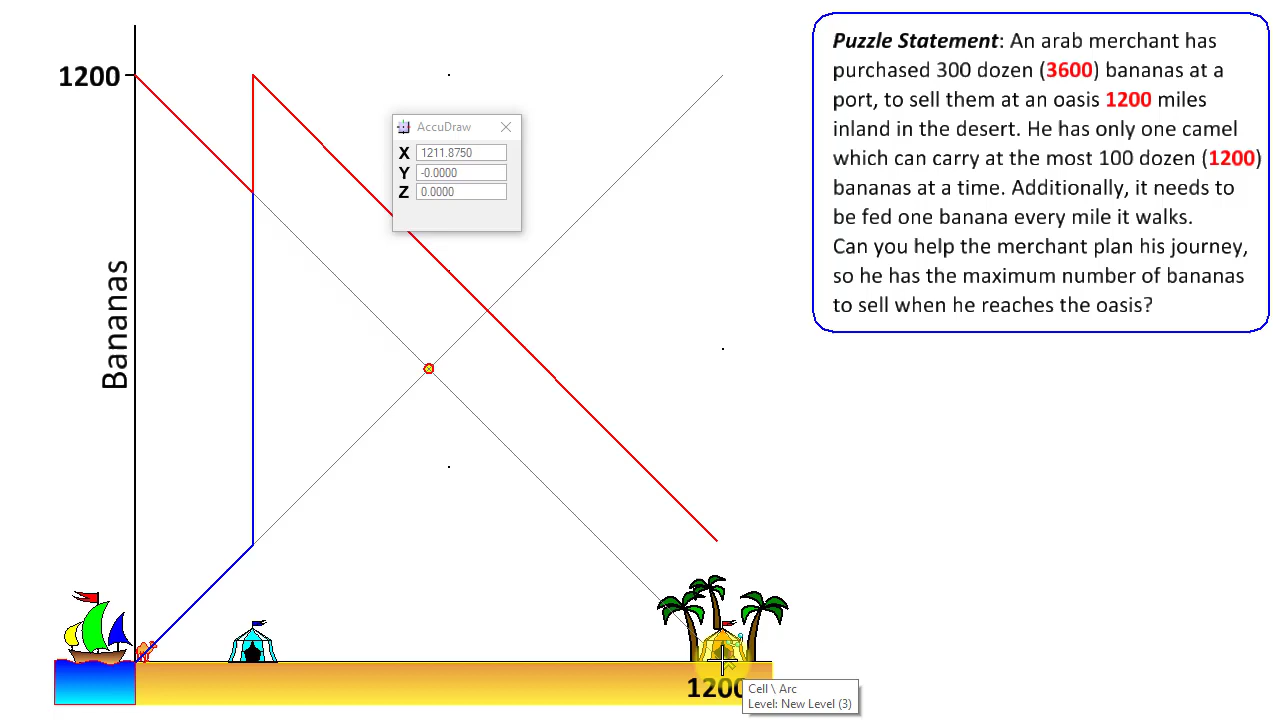 Puzzle Statement: An arab merchant has
purchased 300 dozen (3600) bananas at a
port, to sell them at an oasis 1200 miles
inland in the desert. He has only one camel
which can carry at the most 100 dozen (1200)
bananas at a time. Additionally, it needs to
be fed one banana every mile it walks.
Can you help the merchant plan his journey,
so he has the maximum number of bananas
to sell when he reaches the oasis?
1200
Bananas
AccuDraw
X 1211.8750
Y -0.0000
Z 0.0000
1200
Cell \ Arc
Level: New Level (3)